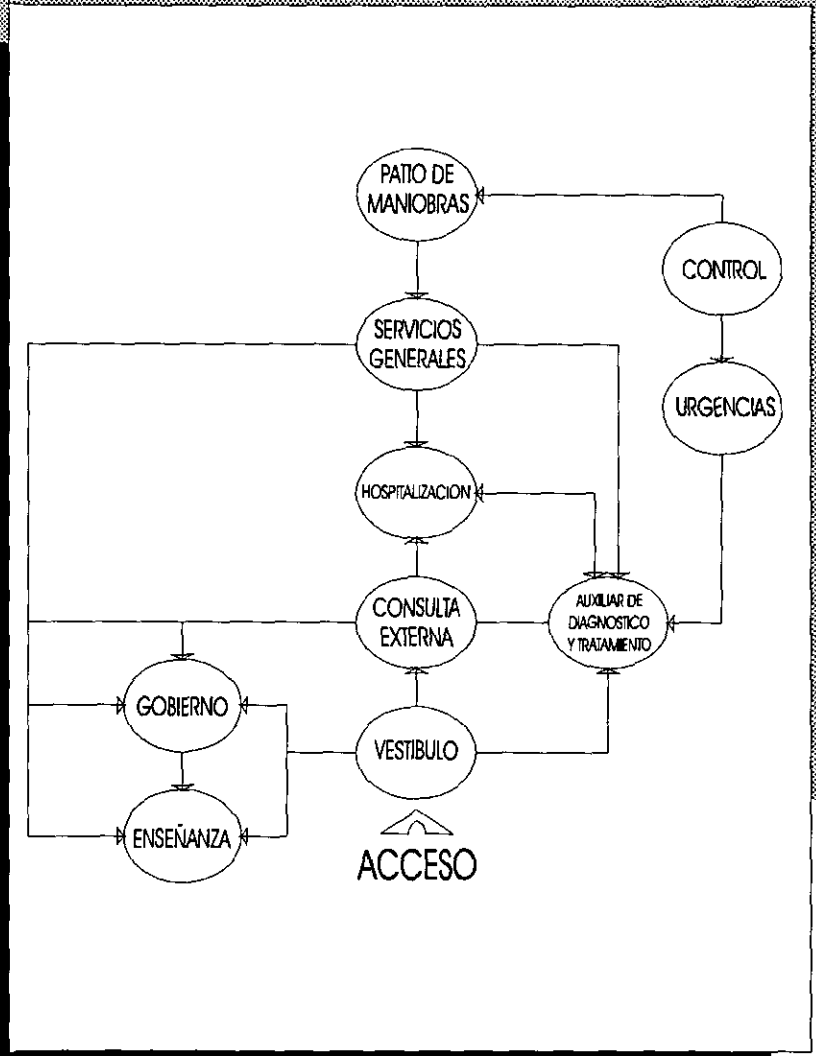 PATIO DE
MANIOBRAS
CONTROL
SERVICIOS
GENERALES
URGENCIAS
HOSPITALIZACION
CONSULTA
EXTERNA
AUXILIAR DE
DIAGNOSTICO
Y TRATAMIENTO
GOBIERNO
VESTIBULO
ENSEÑANZA
ACCESO